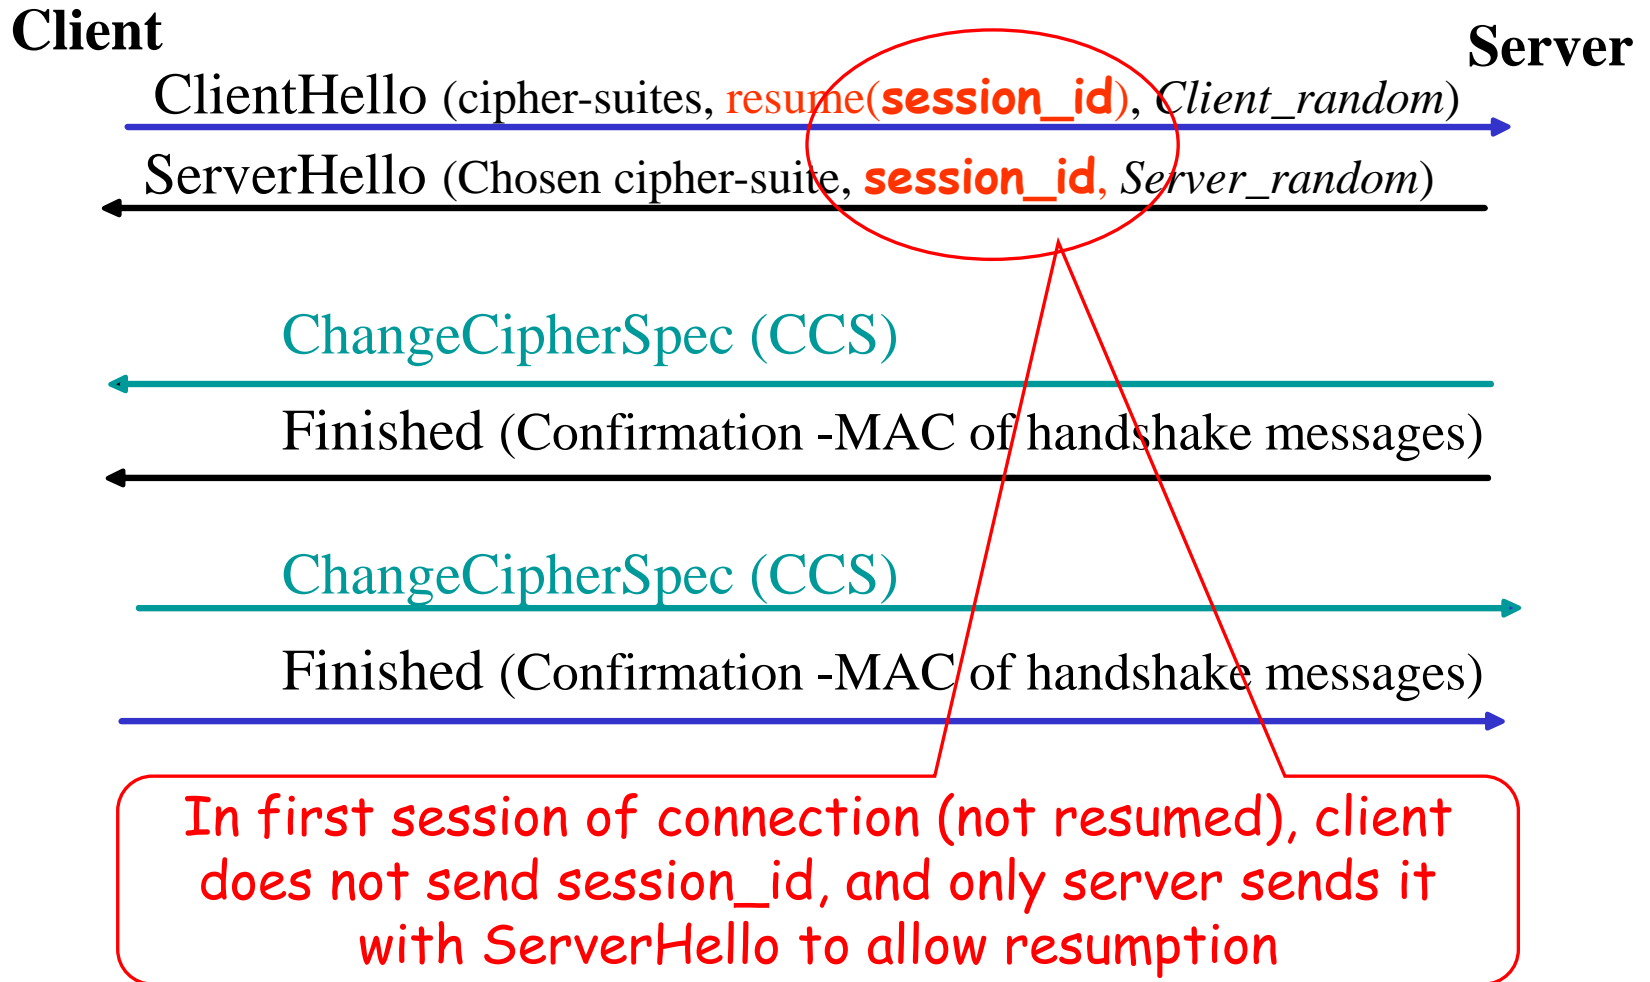 Client
Server
ClientHello (cipher-suites, resume(session_id), Client_random)
ServerHello (Chosen cipher-suite, session_id, Server_random)
ChangeCipherSpec (CCS)
Finished (Confirmation -MAC of handshake messages)
ChangeCipherSpec (CCS)
Finished (Confirmation -MAC of handshake messages)
In first session of connection (not resumed), client
does not send session_id, and only server sends it
with ServerHello to allow resumption